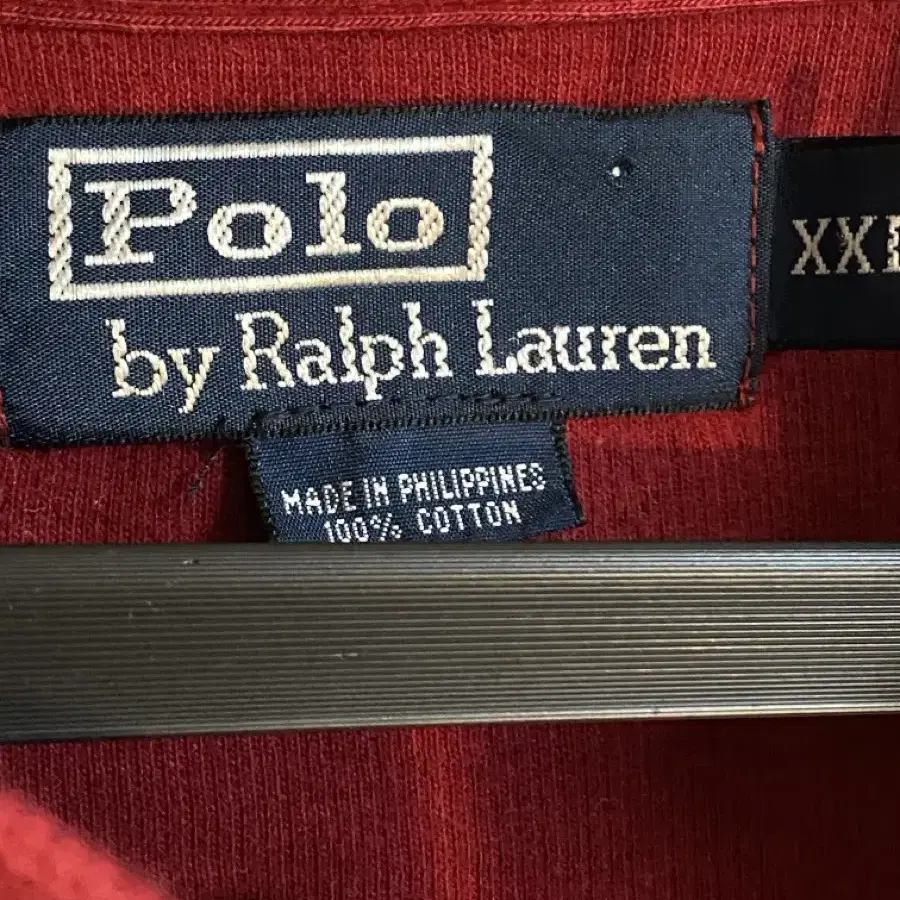 Polo
by Ralph Lauren
MADE IN PHILIPPINES
100% COTTON